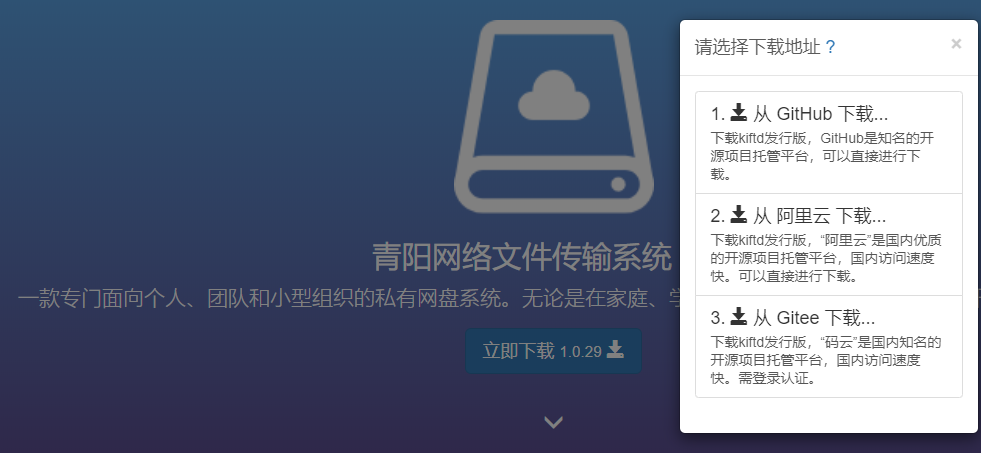 青阳网络文件传输系统
一款专门面向个人、团队和小型组织的私有网盘系统。无论是在家庭、
立即下载 1.0.29
请选择下载地址 ?
×
1. 从 GitHub 下载...
下载kiftd发行版，GitHub是知名的开
源项目托管平台，可以直接进行下
载。
2. 从 阿里云 下载...
下载kiftd发行版，“阿里云”是国内优质
的开源项目托管平台，国内访问速度
快。可以直接进行下载。
3. 从 Gitee 下载...
下载kiftd发行版，“码云”是国内知名的
开源项目托管平台，国内访问速度
快。需登录认证。